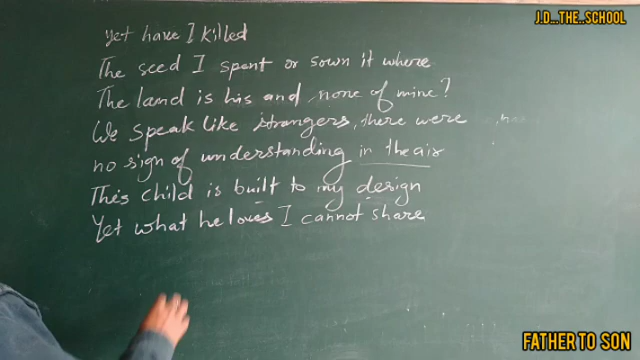 J.D...THE..SCHOOL
Yet have I killed
The seed I spent or sown it where
The land is his and none of mine?
We speak like strangers, there were
no sign of understanding in the air
This child is built to my design
Yet what he loves I cannot share
FATHER TO SON